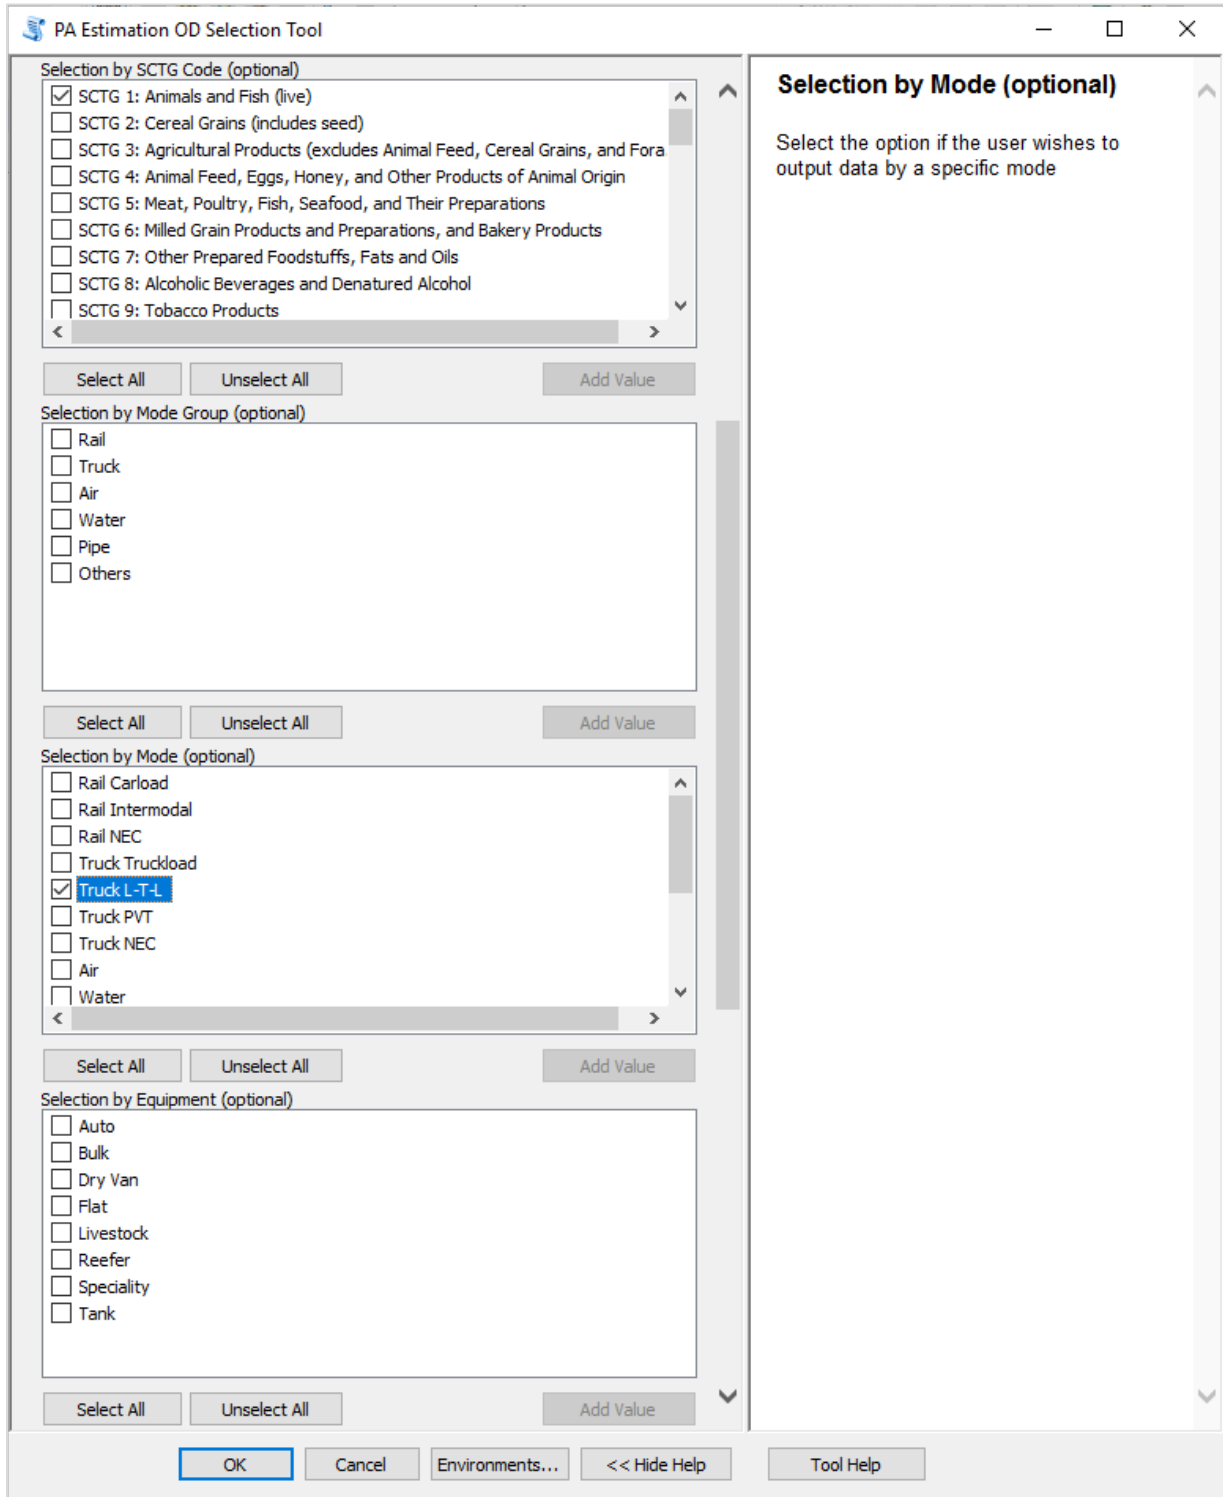 PA Estimation OD Selection Tool
Selection by SCTG Code (optional)
SCTG 1: Animals and Fish (live)
SCTG 2: Cereal Grains (includes seed)
SCTG 3: Agricultural Products (excludes Animal Feed, Cereal Grains, and Fora
SCTG 4: Animal Feed, Eggs, Honey, and Other Products of Animal Origin
SCTG 5: Meat, Poultry, Fish, Seafood, and Their Preparations
SCTG 6: Milled Grain Products and Preparations, and Bakery Products
SCTG 7: Other Prepared Foodstuffs, Fats and Oils
SCTG 8: Alcoholic Beverages and Denatured Alcohol
SCTG 9: Tobacco Products
Select All Unselect All Add Value
Selection by Mode Group (optional)
Rail
Truck
Air
Water
Pipe
Others
Select All Unselect All Add Value
Selection by Mode (optional)
Rail Carload
Rail Intermodal
Rail NEC
Truck Truckload
Truck L-T-L
Truck PVT
Truck NEC
Air
Water
Select All Unselect All Add Value
Selection by Equipment (optional)
Auto
Bulk
Dry Van
Flat
Livestock
Reefer
Speciality
Tank
Select All Unselect All Add Value
Selection by Mode (optional)
Select the option if the user wishes to
output data by a specific mode
OK Cancel Environments... << Hide Help Tool Help